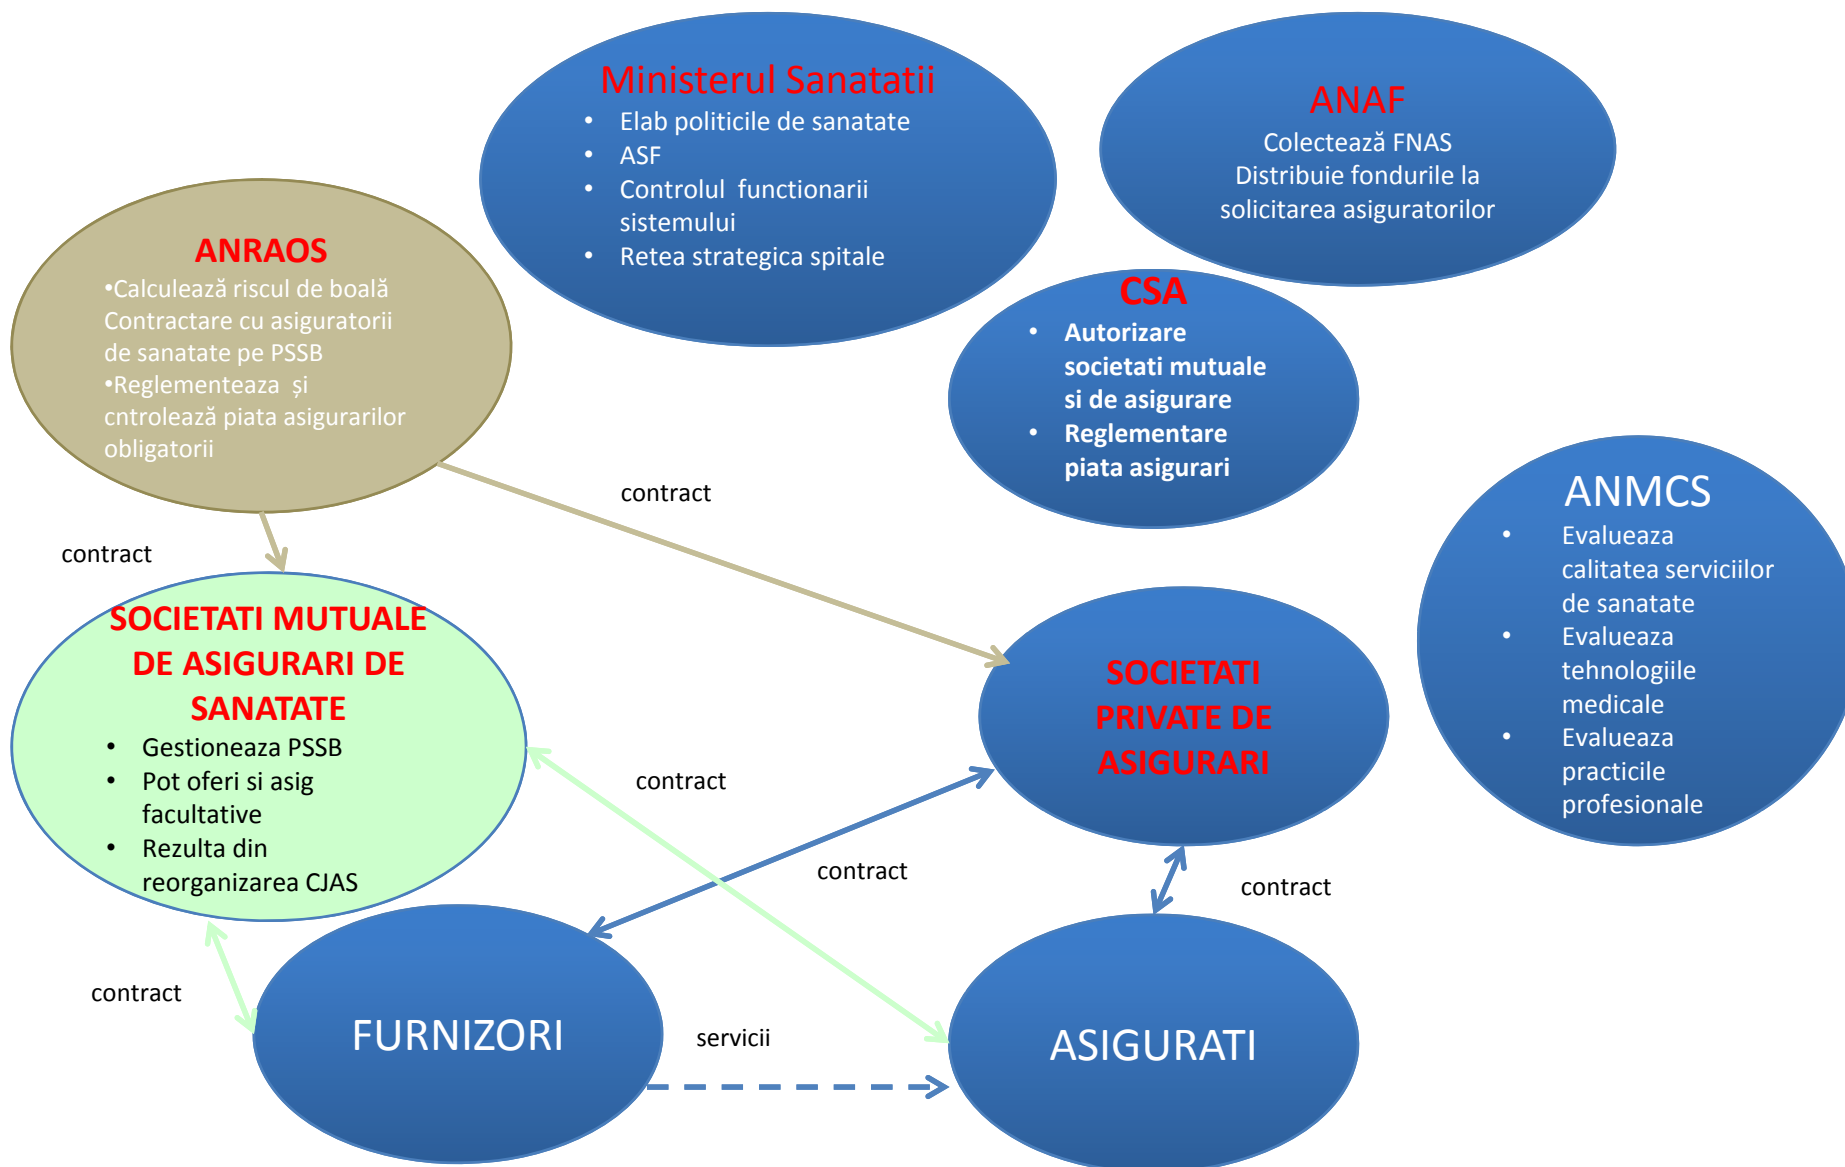 Ministerul Sanatatii
• Elab politicile de sanatate
• ASF
• Controlul functionarii
sistemului
• Retea strategica spitale
ANAF
Colectează FNAS
Distribuie fondurile la
solicitarea asiguratorilor
ANRAOS
•Calculează riscul de boală
Contractare cu asiguratorii
de sanatate pe PSSB
•Reglementeaza și
cntrolează piata asigurarilor
obligatorii
CSA
• Autorizare
societati mutuale
si de asigurare
• Reglementare
piata asigurari
ANMCS
• Evalueaza
calitatea serviciilor
de sanatate
• Evalueaza
tehnologiile
medicale
• Evalueaza
practicile
profesionale
contract
contract
SOCIETATI MUTUALE
DE ASIGURARI DE
SANATATE
• Gestioneaza PSSB
• Pot oferi si asig
facultative
• Rezulta din
reorganizarea CJAS
SOCIETATI
PRIVATE DE
ASIGURARI
contract
contract
contract
contract
FURNIZORI
servicii
ASIGURATI